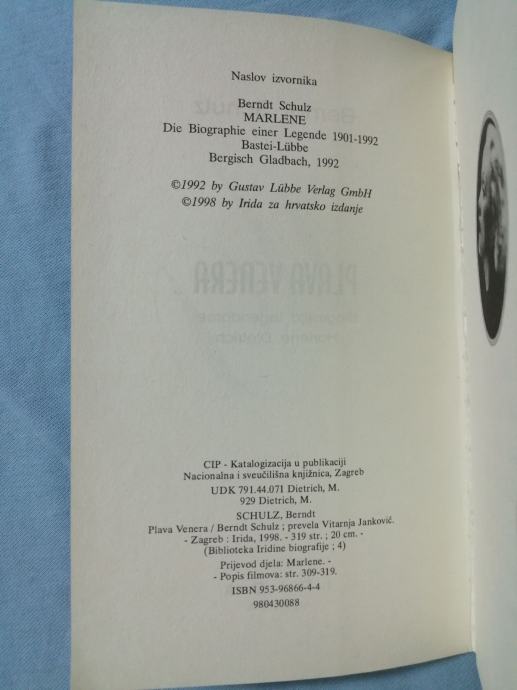 Naslov izvornika
Berndt Schulz
MARLENE
Die Biographie einer Legende 1901-1992
Bastei-Lübbe
Bergisch Gladbach, 1992
©1992 by Gustav Lübbe Verlag GmbH
©1998 by Irida za hrvatsko izdanje
PLAVA VENERA
CIP - Katalogizacija u publikaciji
Nacionalna i sveučilišna knjižnica, Zagreb
UDK 791.44.071 Dietrich, M.
929 Dietrich, M.
SCHULZ, Berndt
Plava Venera / Berndt Schulz ; prevela Vitarnja Janković.
- Zagreb : Irida, 1998. - 319 str. ; 20 cm. -
(Biblioteka Iridine biografije ; 4)
Prijevod djela: Marlene. -
- Popis filmova: str. 309-319.
ISBN 953-96866-4-4
980430088